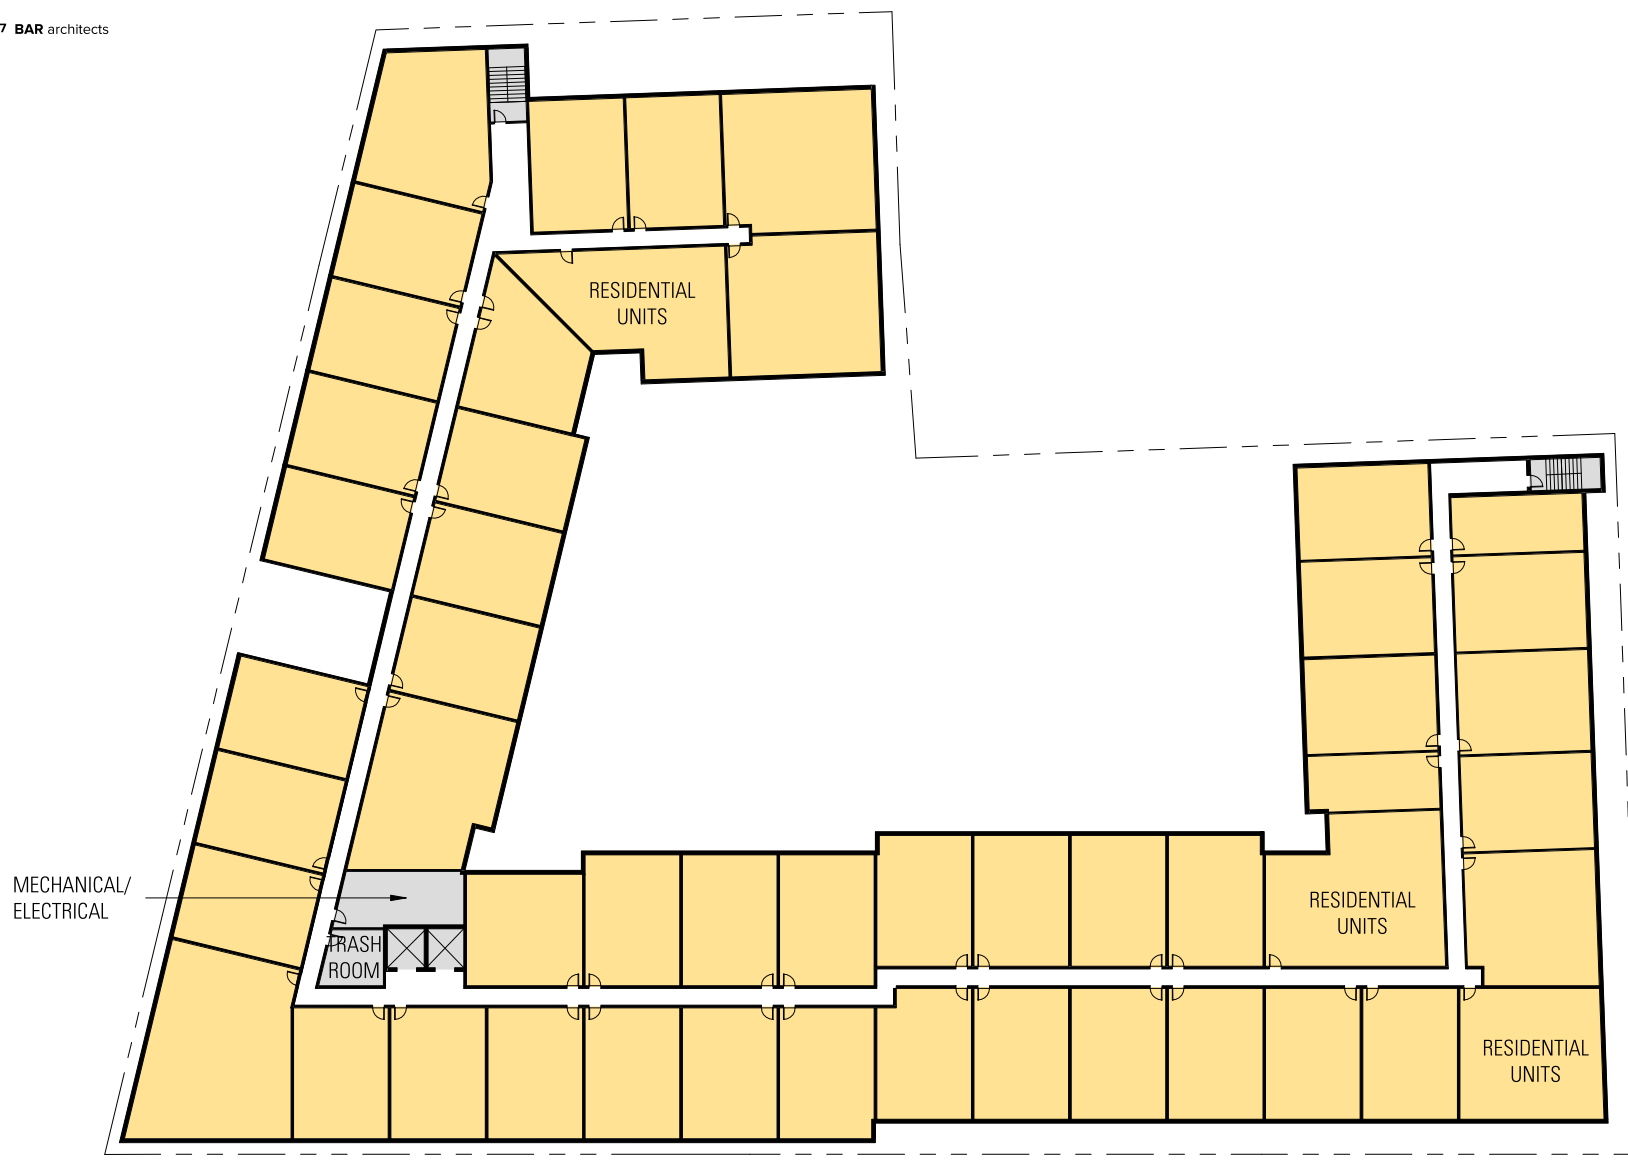 7 BAR architects
RESIDENTIAL
UNITS
MECHANICAL/
ELECTRICAL
TRASH
ROOM
RESIDENTIAL
UNITS
RESIDENTIAL
UNITS